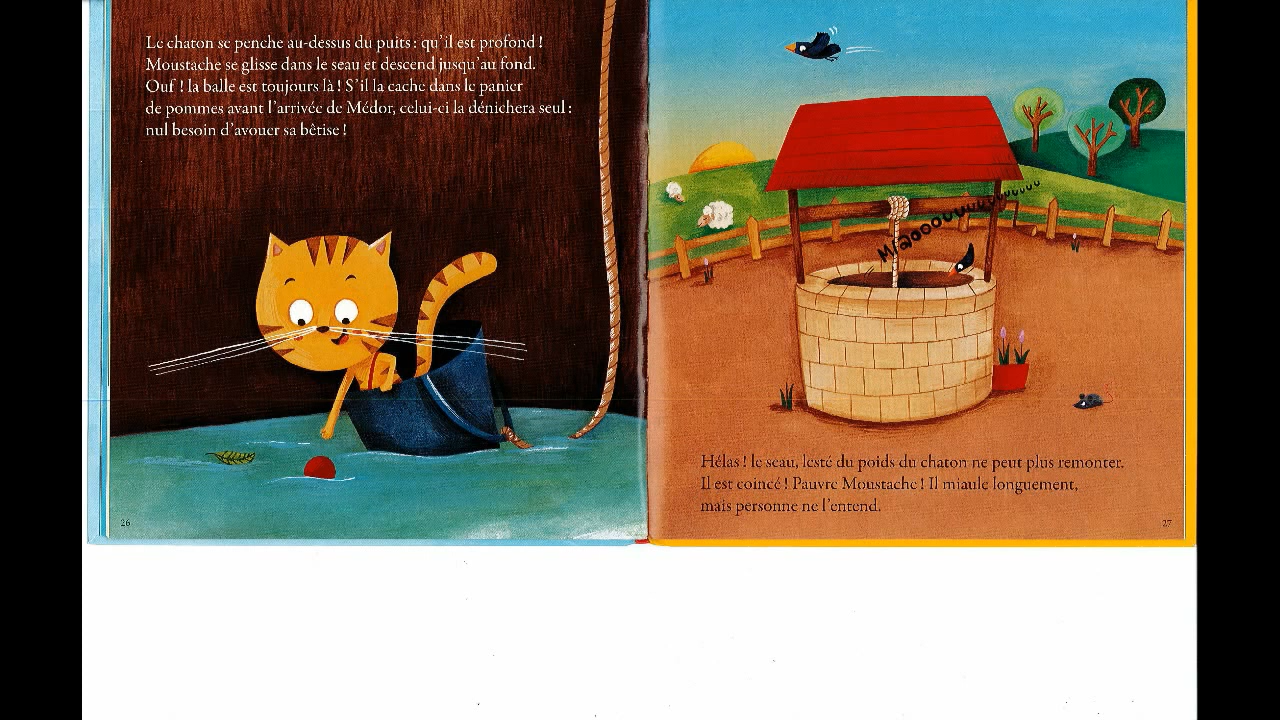 Le chaton se penche au-dessus du puits : qu'il est profond !
Moustache se glisse dans le seau et descend jusqu'au fond.
Ouf ! la balle est toujours là ! S'il la cache dans le panier
de pommes avant l'arrivée de Médor, celui-ci la dénichera seul :
nul besoin d'avouer sa bêtise !
26
Miaooouuuuuuuuuuu
Hélas ! le seau, lesté du poids du chaton ne peut plus remonter.
Il est coincé ! Pauvre Moustache ! Il miaule longuement,
mais personne ne l'entend.
27